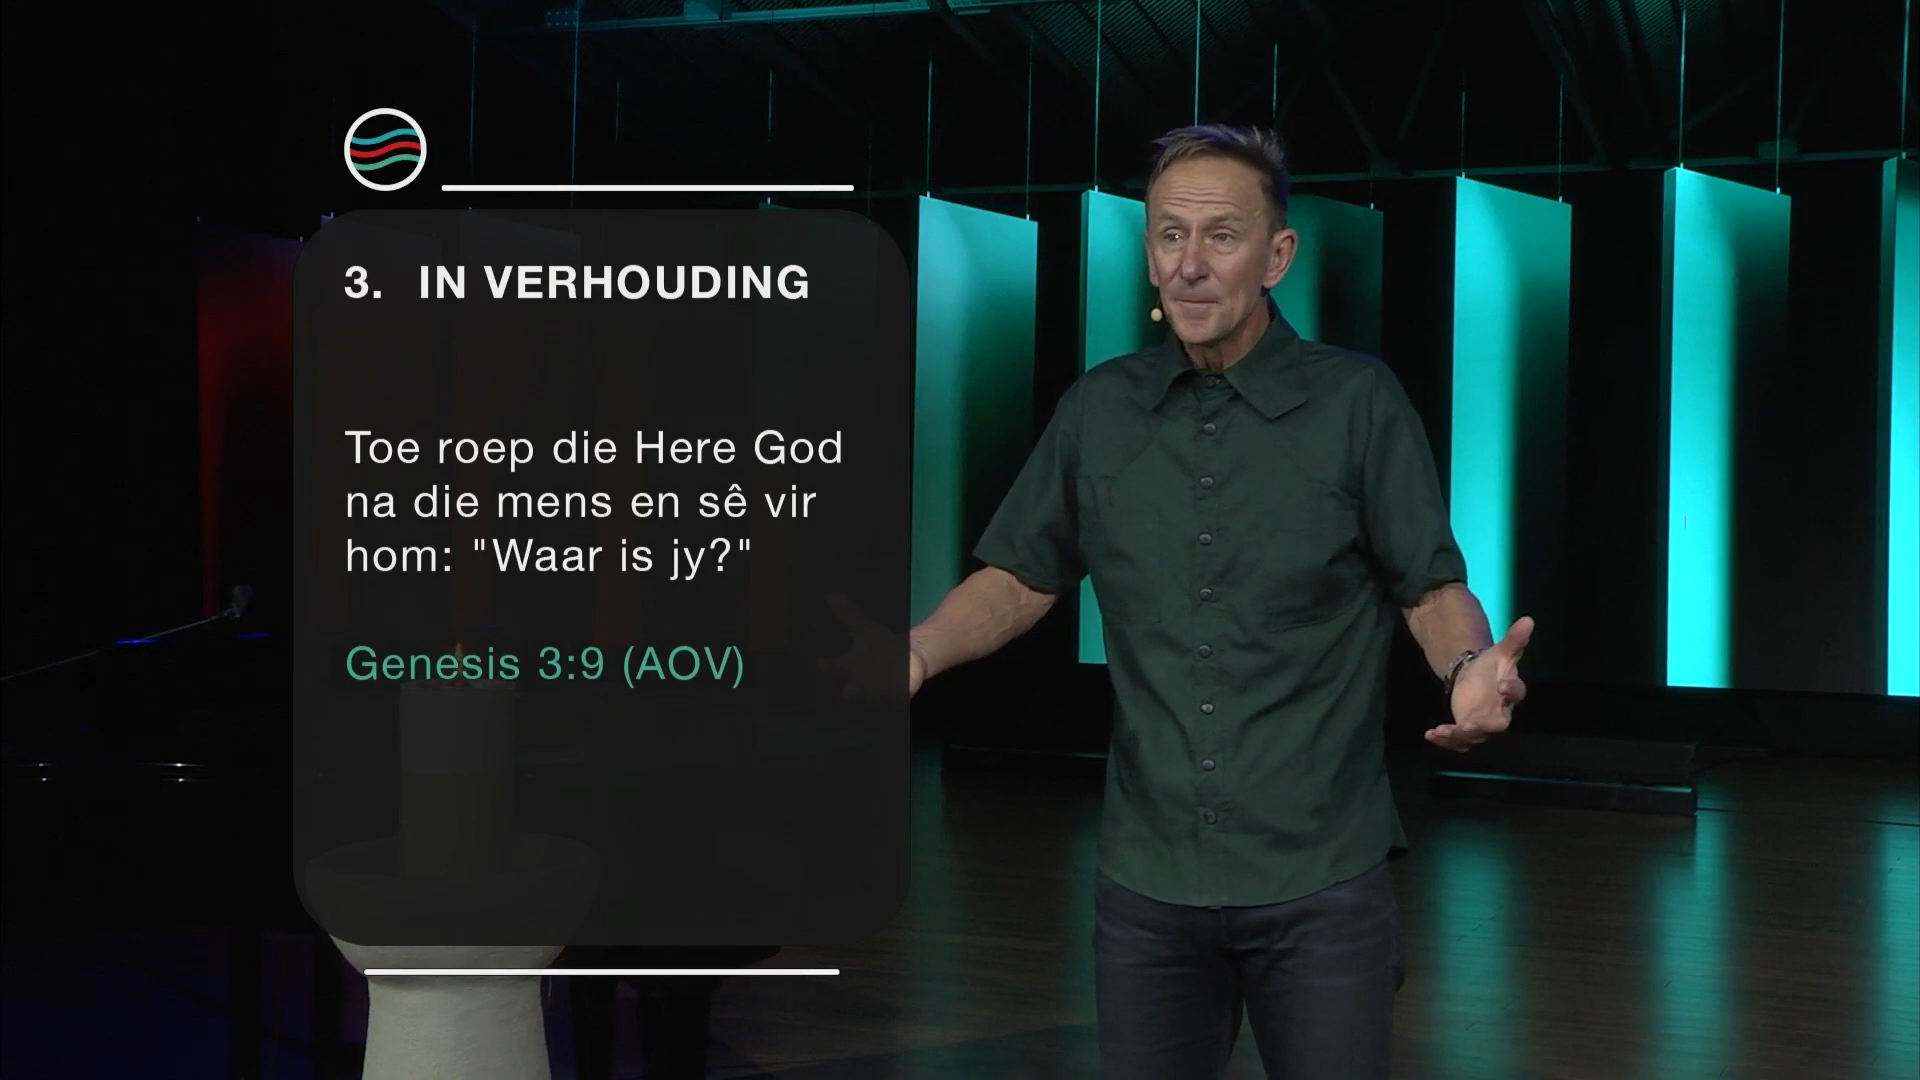 3. IN VERHOUDING
Toe roep die Here God
na die mens en sê vir
hom: "Waar is jy?"
Genesis 3:9 (AOV)